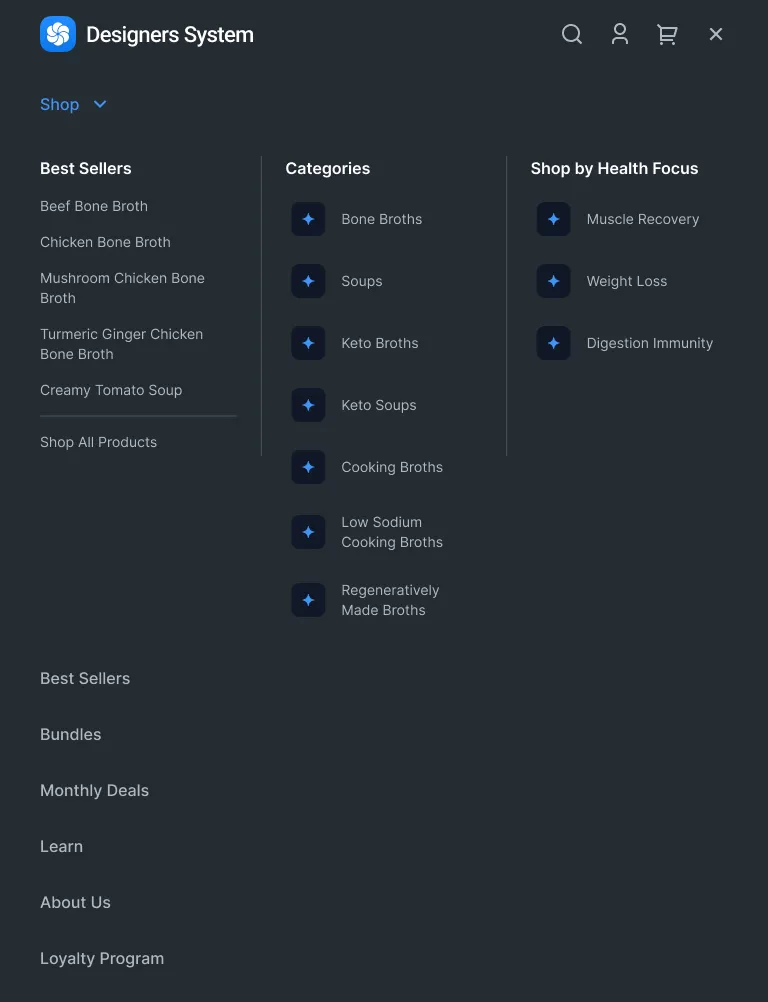 Designers System
Shop
Best Sellers
Beef Bone Broth
Chicken Bone Broth
Mushroom Chicken Bone
Broth
Turmeric Ginger Chicken
Bone Broth
Creamy Tomato Soup
Shop All Products
Categories
Bone Broths
Soups
Keto Broths
Keto Soups
Cooking Broths
Low Sodium
Cooking Broths
Regeneratively
Made Broths
Shop by Health Focus
Muscle Recovery
Weight Loss
Digestion Immunity
Best Sellers
Bundles
Monthly Deals
Learn
About Us
Loyalty Program